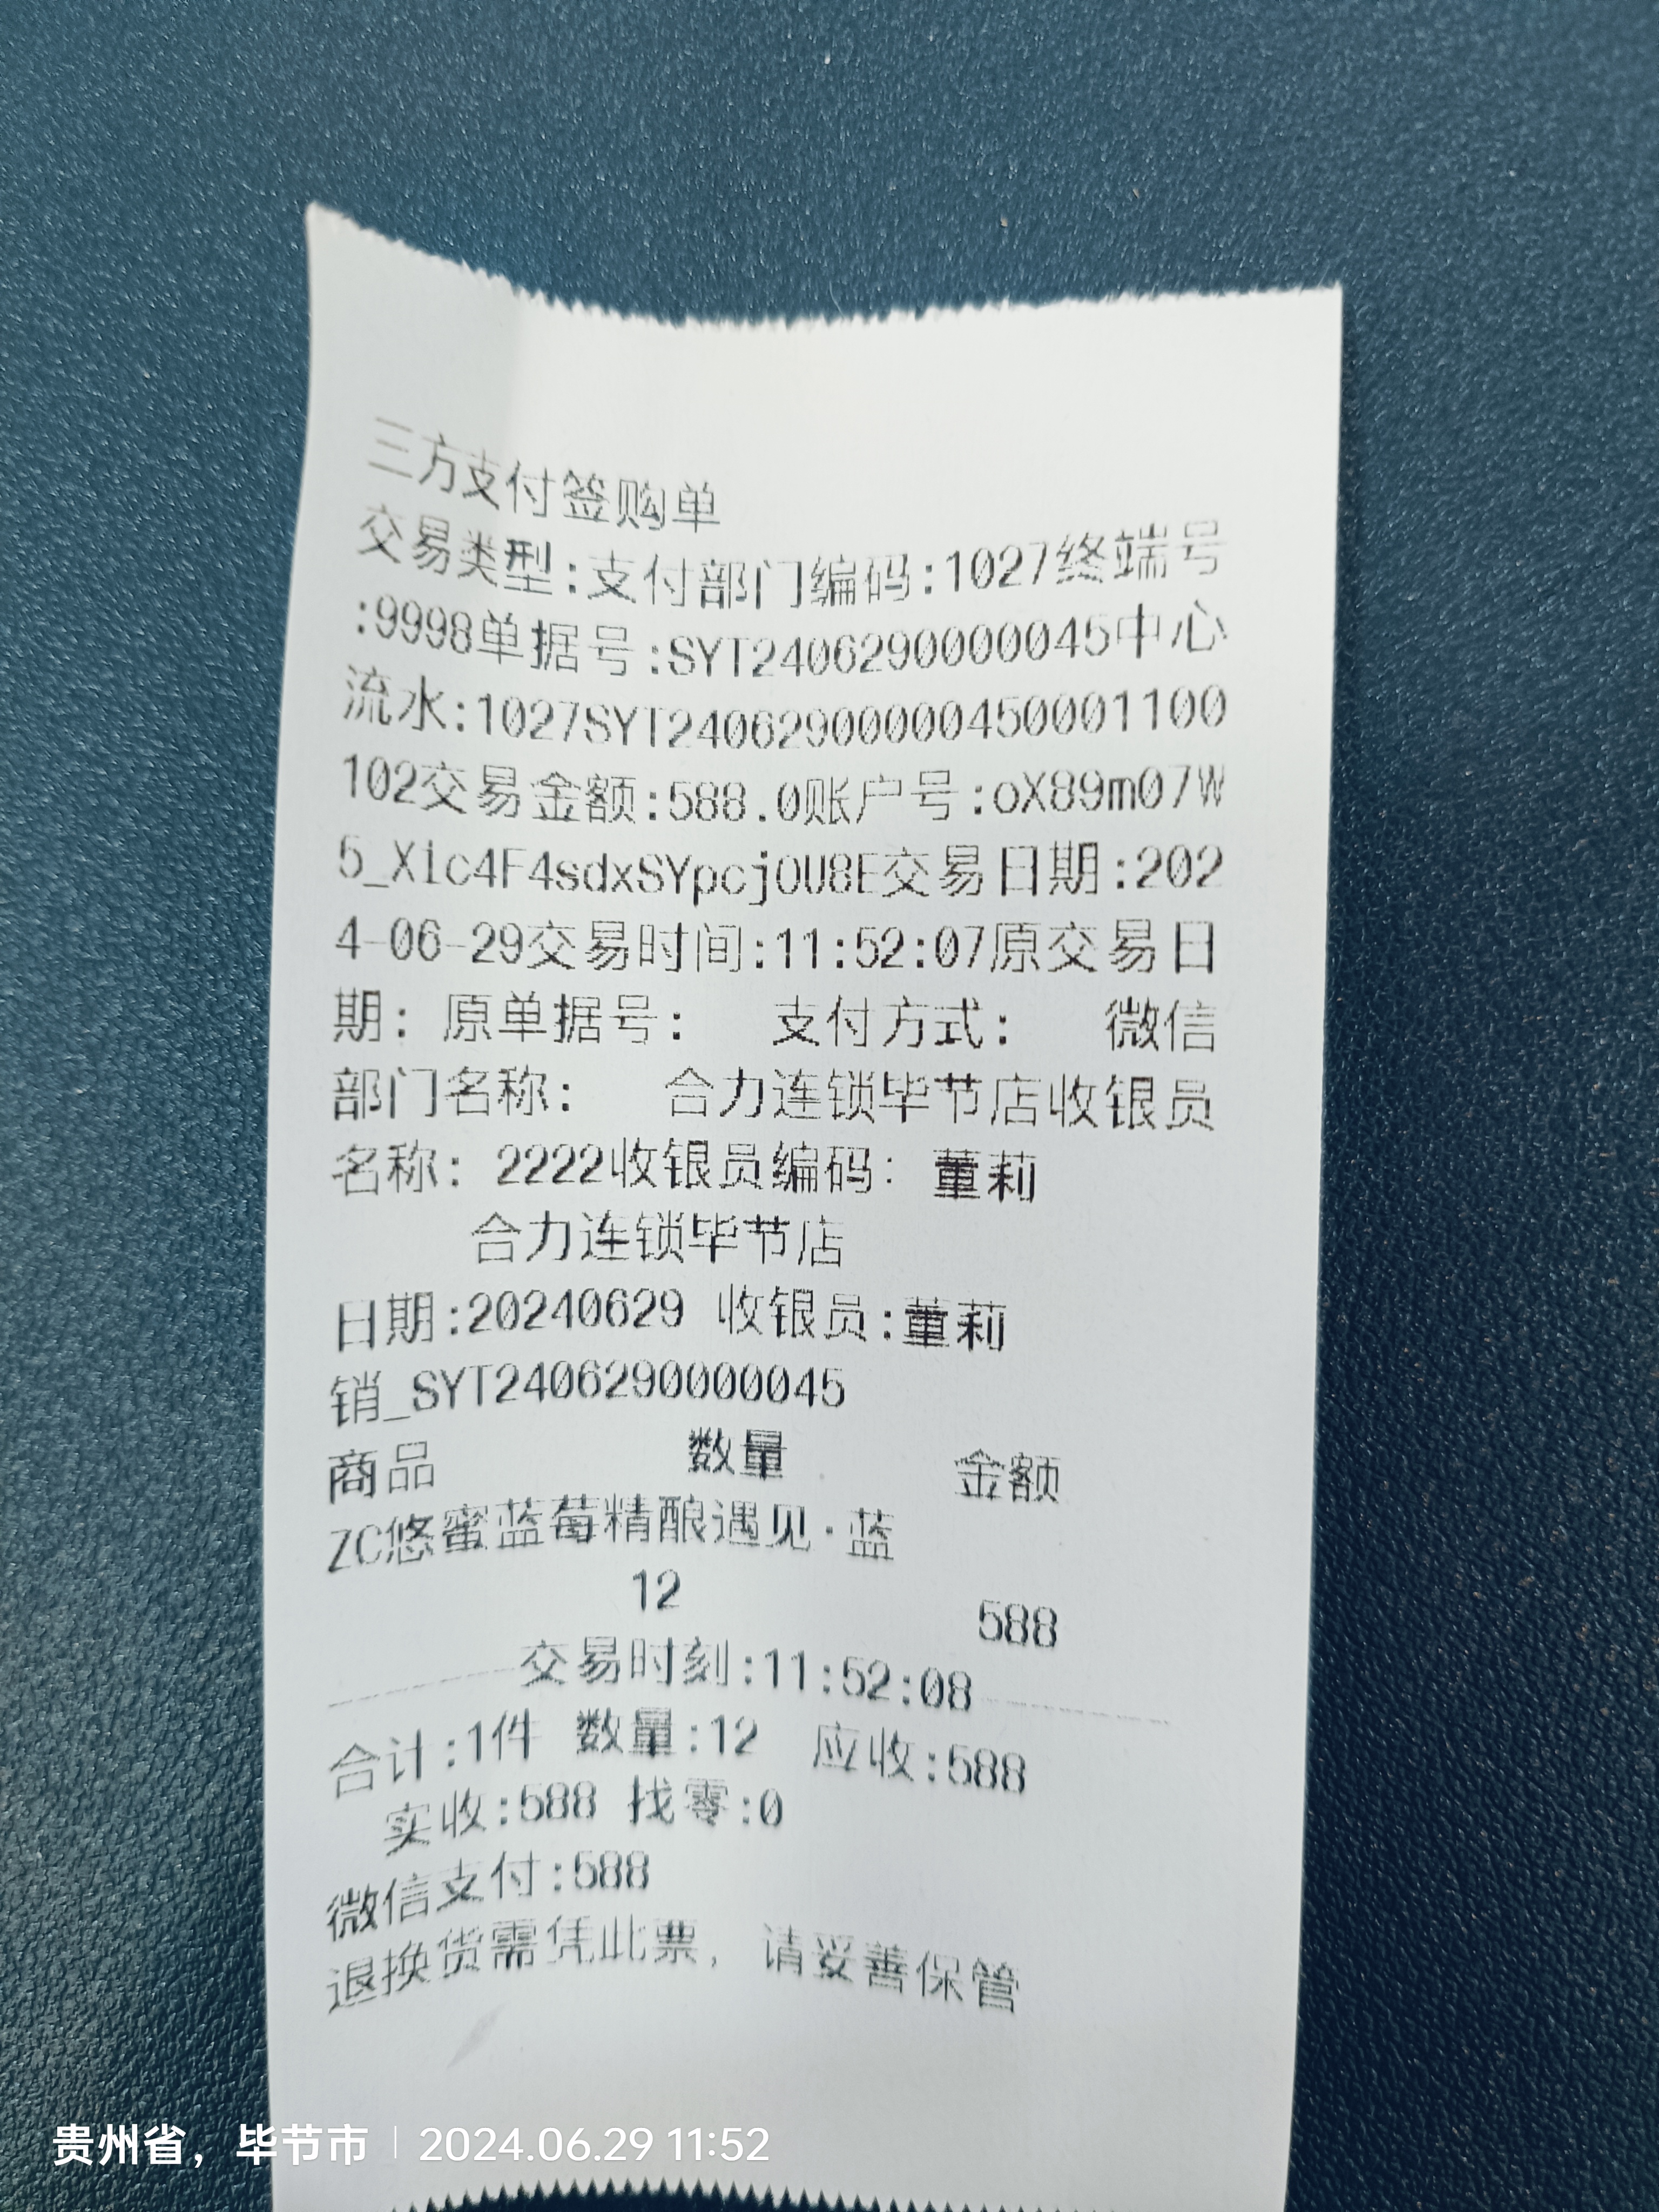 三方支付签购单
交易类型:支付部门编码:1027终端号
:9998单据号:SYT2406290000045中心
流水:1027SYT24062900000450001100
102交易金额:588.0账户号:oX89m07W
5_Xic4F4sdxSYpcj0U8E交易日期:202
4-06-29交易时间:11:52:07原交易日
期: 原单据号: 支付方式: 微信
部门名称: 合力连锁毕节店收银员
名称: 2222收银员编码: 董莉
合力连锁毕节店
日期:20240629 收银员:董莉
销_SYT2406290000045
商品 数量 金额
ZC悠蜜蓝莓精酿遇见·蓝
12 588
交易时刻:11:52:08
合计:1件 数量:12 应收:588
实收:588 找零:0
微信支付:588
退换货需凭此票，请妥善保管
贵州省，毕节市 | 2024.06.29 11:52